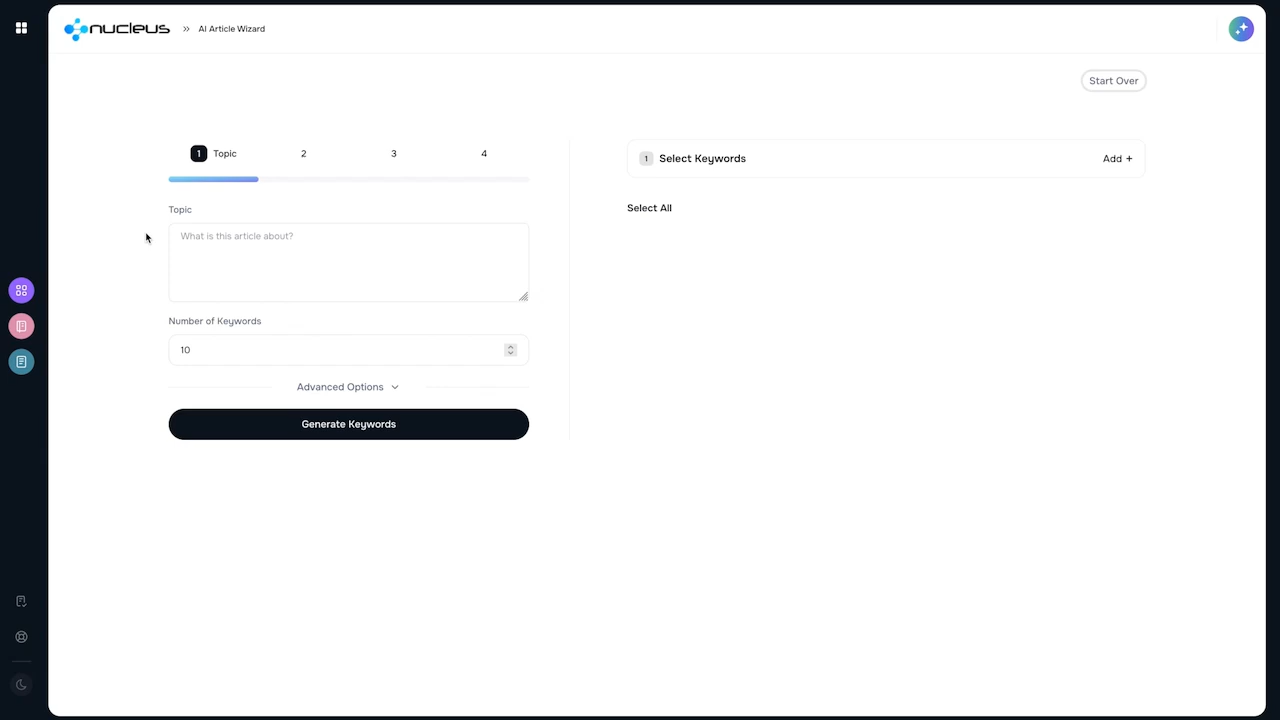 nucleus
AI Article Wizard
Start Over
1 Topic
2
3
4
Topic
What is this article about?
Number of Keywords
10
Advanced Options
Generate Keywords
1 Select Keywords
Add +
Select All